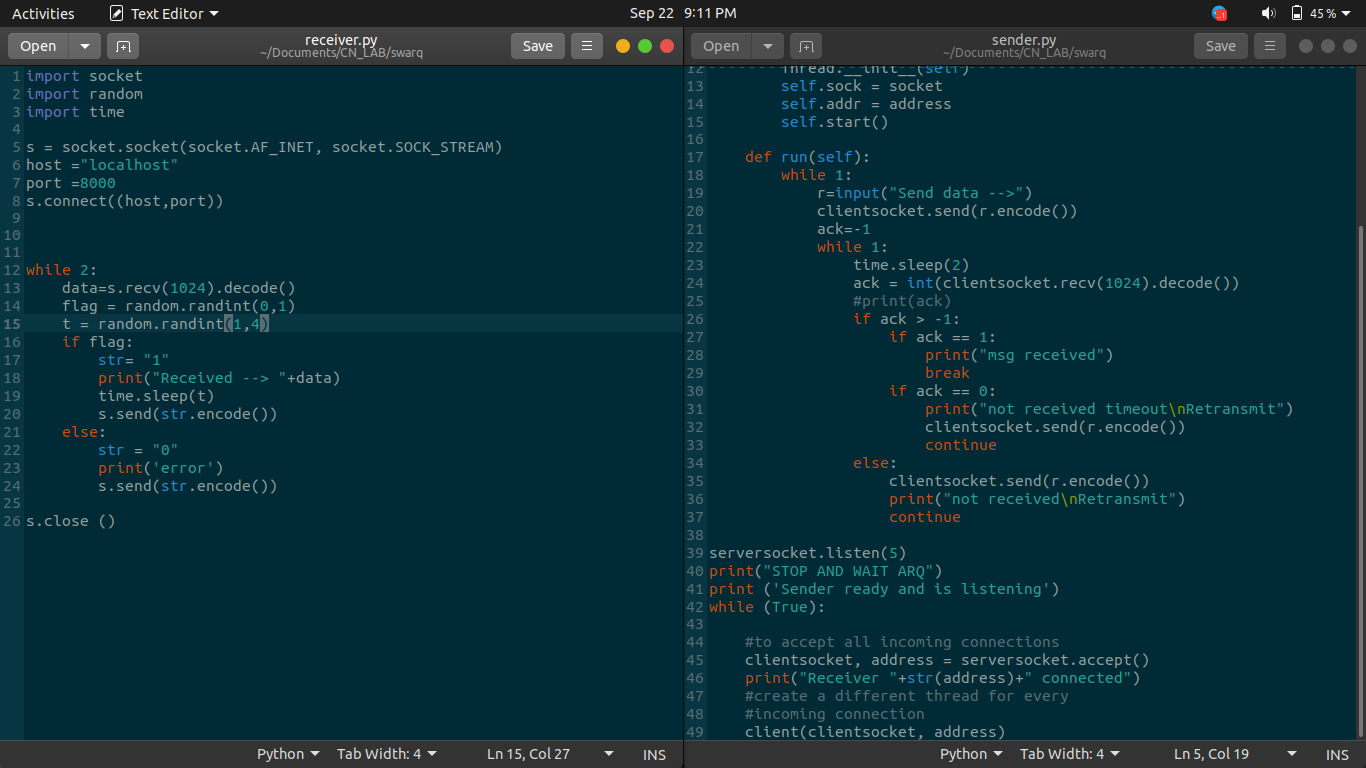 Activities Text Editor Sep 22 9:11 PM 45 %
Open receiver.py Save
~/Documents/CN_LAB/swarq
1 import socket
2 import random
3 import time
4
5 s = socket.socket(socket.AF_INET, socket.SOCK_STREAM)
6 host ="localhost"
7 port =8000
8 s.connect((host,port))
9
10
11
12 while 2:
13     data=s.recv(1024).decode()
14     flag = random.randint(0,1)
15     t = random.randint(1,4)
16     if flag:
17         str= "1"
18         print("Received --> "+data)
19         time.sleep(t)
20         s.send(str.encode())
21     else:
22         str = "0"
23         print('error')
24         s.send(str.encode())
25
26 s.close ()
Python Tab Width: 4 Ln 15, Col 27 INS
Open sender.py Save
~/Documents/CN_LAB/swarq
12         Thread.__init__(self)
13         self.sock = socket
14         self.addr = address
15         self.start()
16
17     def run(self):
18         while 1:
19             r=input("Send data -->")
20             clientsocket.send(r.encode())
21             ack=-1
22             while 1:
23                 time.sleep(2)
24                 ack = int(clientsocket.recv(1024).decode())
25                 #print(ack)
26                 if ack > -1:
27                     if ack == 1:
28                         print("msg received")
29                         break
30                     if ack == 0:
31                         print("not received timeout\nRetransmit")
32                         clientsocket.send(r.encode())
33                         continue
34                 else:
35                     clientsocket.send(r.encode())
36                     print("not received\nRetransmit")
37                     continue
38
39 serversocket.listen(5)
40 print("STOP AND WAIT ARQ")
41 print ('Sender ready and is listening')
42 while (True):
43
44     #to accept all incoming connections
45     clientsocket, address = serversocket.accept()
46     print("Receiver "+str(address)+" connected")
47     #create a different thread for every
48     #incoming connection
49     client(clientsocket, address)
Python Tab Width: 4 Ln 5, Col 19 INS